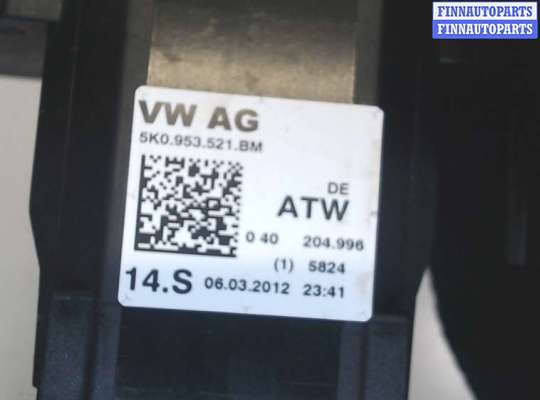 FINNAUTOPARTS
FINNAUTOPARTS
VW AG
5K0.953.521.BM
DE
ATW
0 40 204.996
(1) 5824
14.S 06.03.2012 23:41